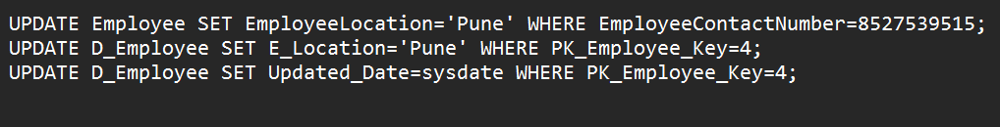 UPDATE Employee SET EmployeeLocation='Pune' WHERE EmployeeContactNumber=8527539515;
UPDATE D_Employee SET E_Location='Pune' WHERE PK_Employee_Key=4;
UPDATE D_Employee SET Updated_Date=sysdate WHERE PK_Employee_Key=4;